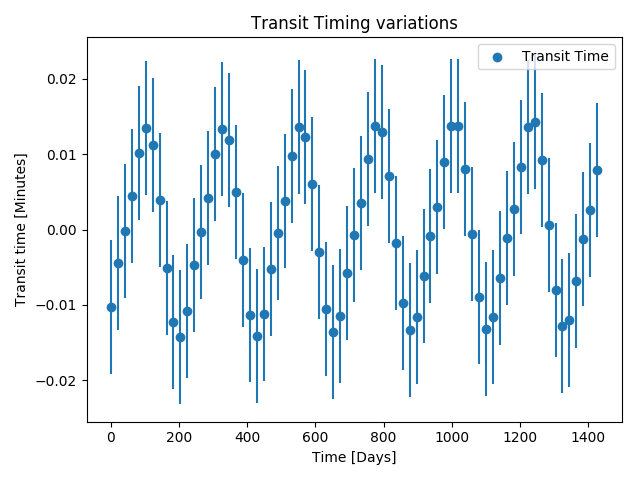 Transit Timing variations
Transit Time
Transit time [Minutes]
0.02
0.01
0.00
−0.01
−0.02
0 200 400 600 800 1000 1200 1400
Time [Days]